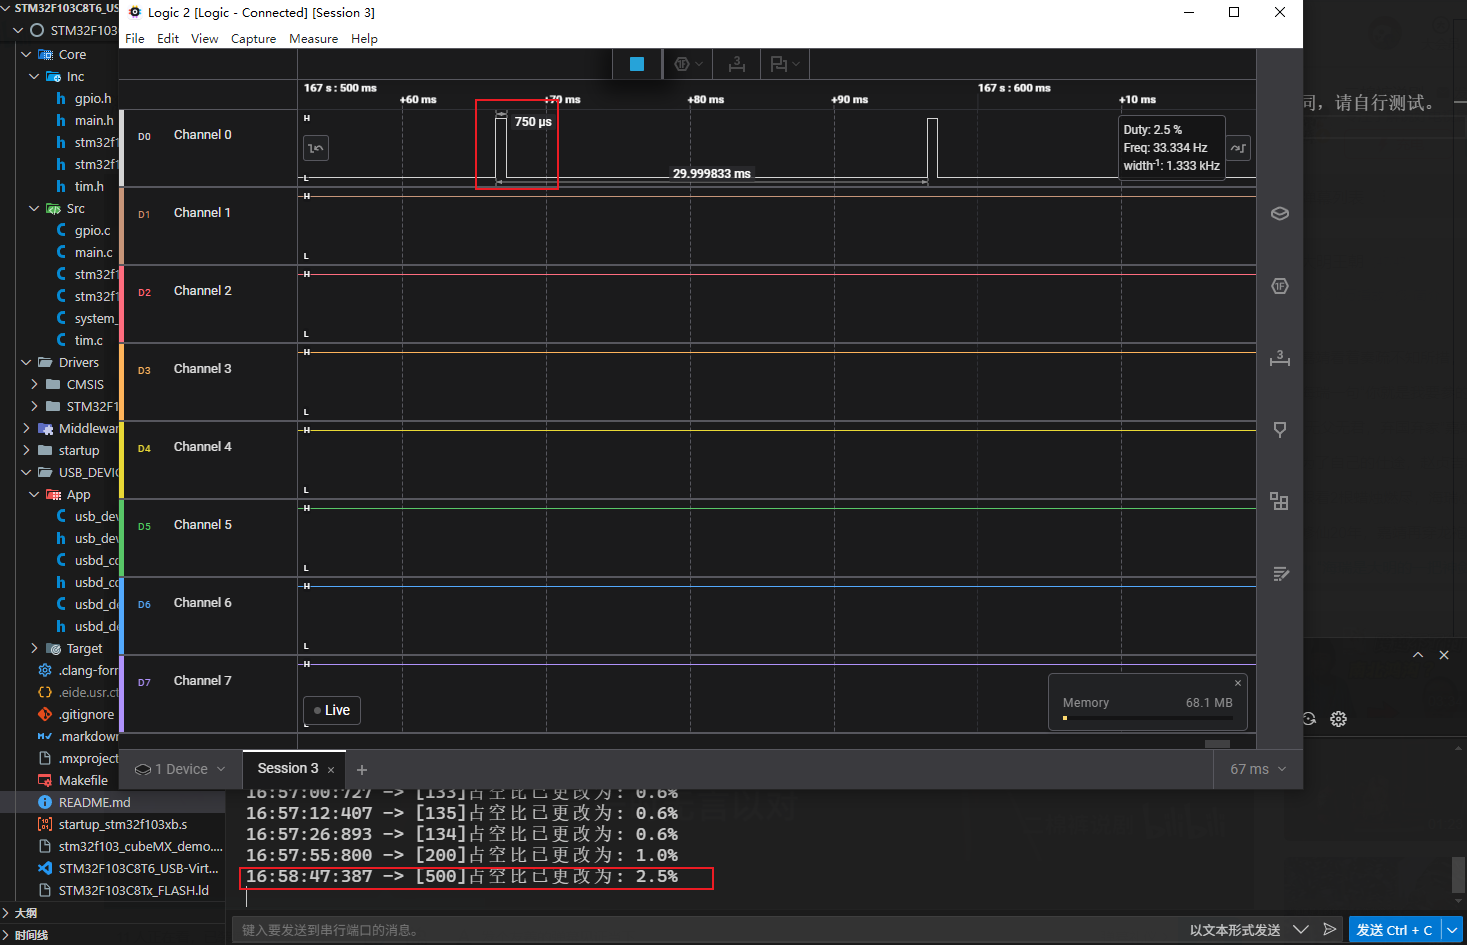 STM32F103C8T6_US
STM32F103
Core
Inc
gpio.h
main.h
stm32f1
stm32f1
tim.h
Src
gpio.c
main.c
stm32f1
stm32f1
system_
tim.c
Drivers
CMSIS
STM32F1
Middlewar
startup
USB_DEVIC
App
usb_dev
usb_dev
usbd_co
usbd_co
usbd_de
usbd_de
Target
.clang-forr
.eide.usr.ct
.gitignore
.markdown
.mxproject
Makefile
README.md
startup_stm32f103xb.s
stm32f103_cubeMX_demo....
STM32F103C8T6_USB-Virt...
STM32F103C8Tx_FLASH.ld
大纲
时间线
Logic 2 [Logic - Connected] [Session 3]
File Edit View Capture Measure Help
167 s : 500 ms
167 s : 600 ms
+60 ms +70 ms +80 ms +90 ms +10 ms
D0 Channel 0
H
L
750 µs
29.999833 ms
Duty: 2.5 %
Freq: 33.334 Hz
width⁻¹: 1.333 kHz
D1 Channel 1
H
L
D2 Channel 2
H
L
D3 Channel 3
H
L
D4 Channel 4
H
L
D5 Channel 5
H
L
D6 Channel 6
H
L
D7 Channel 7
H
Live
Memory 68.1 MB
1 Device
Session 3
67 ms
同，请自行测试。
16:57:00:727 -> [133]占空比已更改为: 0.6%
16:57:12:407 -> [135]占空比已更改为: 0.6%
16:57:26:893 -> [134]占空比已更改为: 0.6%
16:57:55:800 -> [200]占空比已更改为: 1.0%
16:58:47:387 -> [500]占空比已更改为: 2.5%
键入要发送到串行端口的消息。
以文本形式发送
发送 Ctrl + C